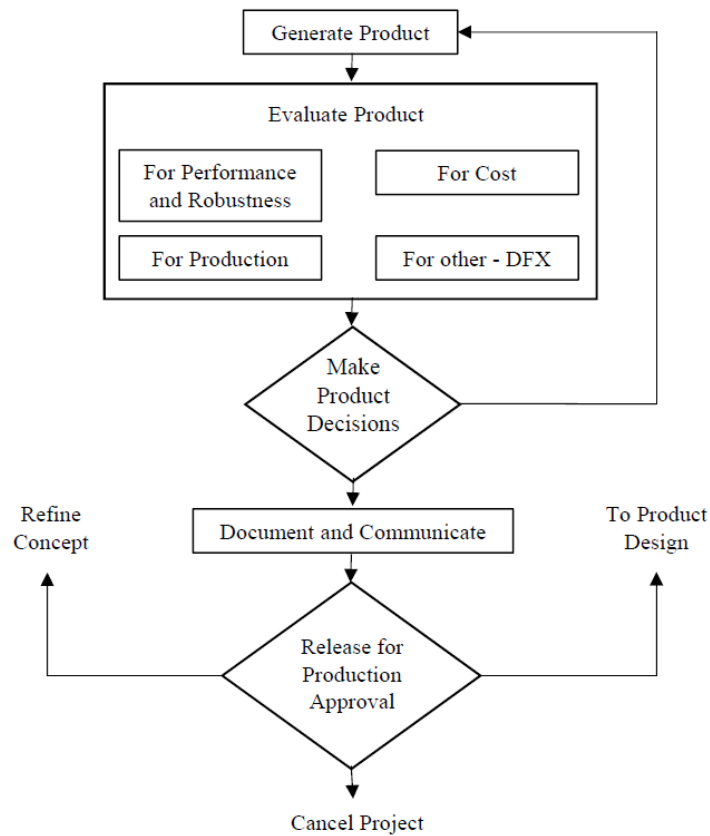 Generate Product
Evaluate Product
For Performance
and Robustness
For Cost
For Production
For other - DFX
Make
Product
Decisions
Document and Communicate
Refine
Concept
To Product
Design
Release for
Production
Approval
Cancel Project